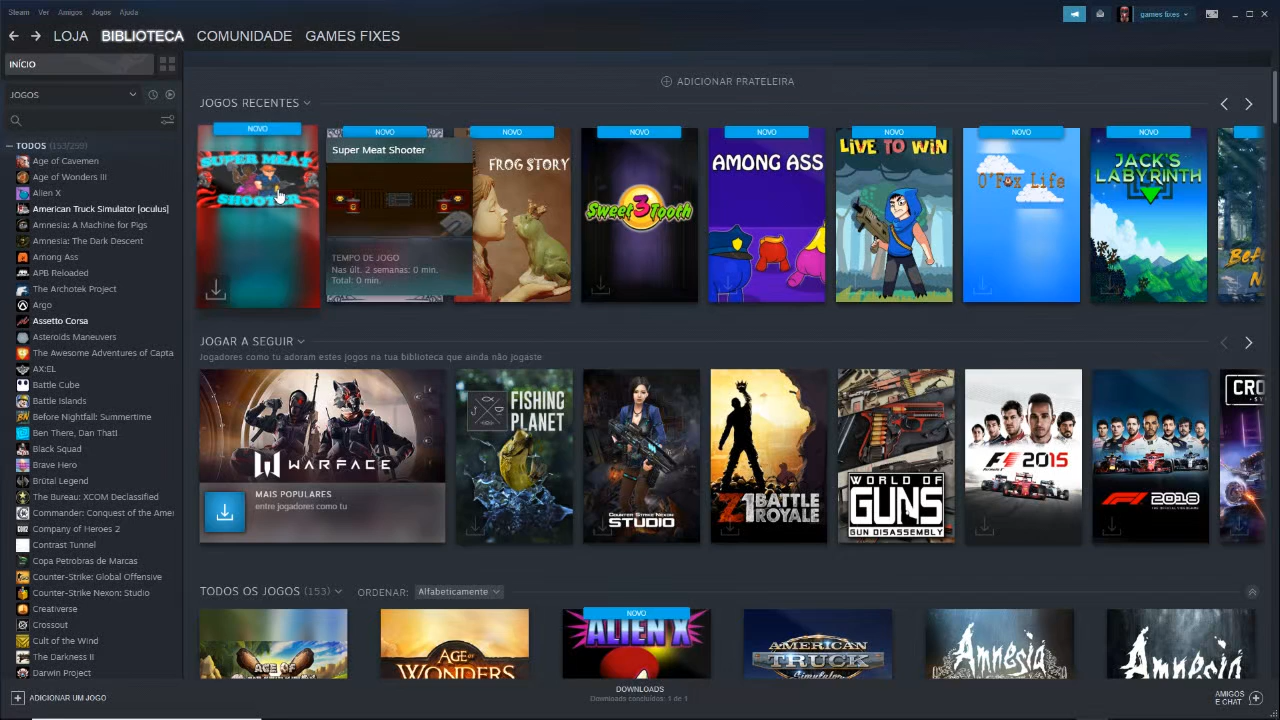 Steam Ver Amigos Jogos Ajuda
games fixes
LOJA BIBLIOTECA COMUNIDADE GAMES FIXES
INÍCIO
JOGOS
TODOS (153/259)
Age of Cavemen
Age of Wonders III
Alien X
American Truck Simulator [oculus]
Amnesia: A Machine for Pigs
Amnesia: The Dark Descent
Among Ass
APB Reloaded
The Archotek Project
Argo
Assetto Corsa
Asteroids Maneuvers
The Awesome Adventures of Capta
AX:EL
Battle Cube
Battle Islands
Before Nightfall: Summertime
Ben There, Dan That!
Black Squad
Brave Hero
Brütal Legend
The Bureau: XCOM Declassified
Commander: Conquest of the Amer
Company of Heroes 2
Contrast Tunnel
Copa Petrobras de Marcas
Counter-Strike: Global Offensive
Counter-Strike Nexon: Studio
Creativerse
Crossout
Cult of the Wind
The Darkness II
Darwin Project
ADICIONAR UM JOGO
ADICIONAR PRATELEIRA
JOGOS RECENTES
NOVO NOVO NOVO NOVO NOVO NOVO NOVO NOVO
SUPER MEAT
SHOOTER
Super Meat Shooter
TEMPO DE JOGO
Nas últ. 2 semanas: 0 min.
Total: 0 min.
FROG STORY
Sweet 3 Tooth
AMONG ASS
LIVE TO WIN
O'Fox Life
JACK'S
LABYRINTH
JOGAR A SEGUIR
Jogadores como tu adoram estes jogos na tua biblioteca que ainda não jogaste
WARFACE
MAIS POPULARES
entre jogadores como tu
FISHING
PLANET
COUNTER-STRIKE NEXON
STUDIO
Z1 BATTLE
ROYALE
WORLD OF
GUNS
GUN DISASSEMBLY
F1 2015
F1 2018
CRO
TODOS OS JOGOS (153)
ORDENAR: Alfabeticamente
AGE OF
AGE OF
WONDERS
NOVO
ALIEN X
AMERICAN
TRUCK
Simulator
Amnesia
Amnesia
DOWNLOADS
Downloads concluídos: 1 de 1
AMIGOS
E CHAT